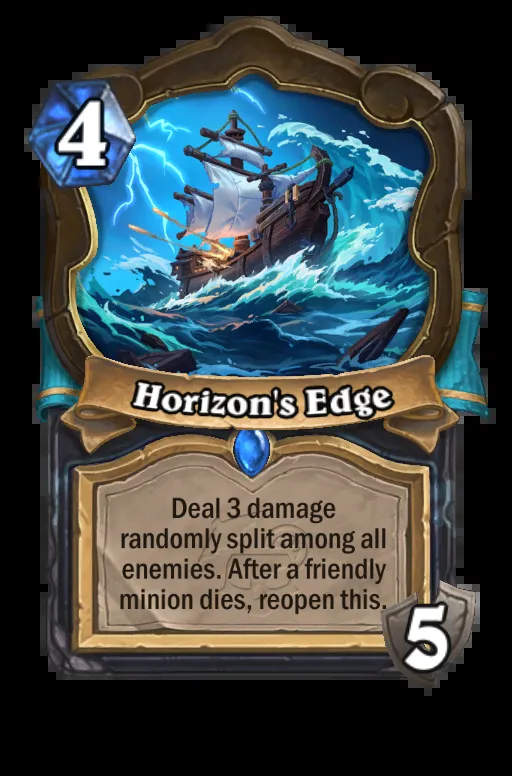 4
Horizon's Edge
Deal 3 damage
randomly split among all
enemies. After a friendly
minion dies, reopen this.
5